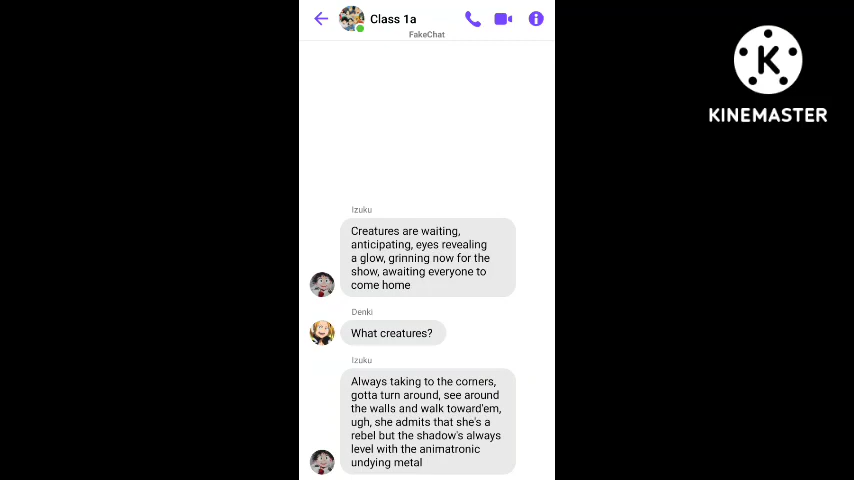 Class 1a
FakeChat
KINEMASTER
Izuku
Creatures are waiting,
anticipating, eyes revealing
a glow, grinning now for the
show, awaiting everyone to
come home
Denki
What creatures?
Izuku
Always taking to the corners,
gotta turn around, see around
the walls and walk toward'em,
ugh, she admits that she's a
rebel but the shadow's always
level with the animatronic
undying metal